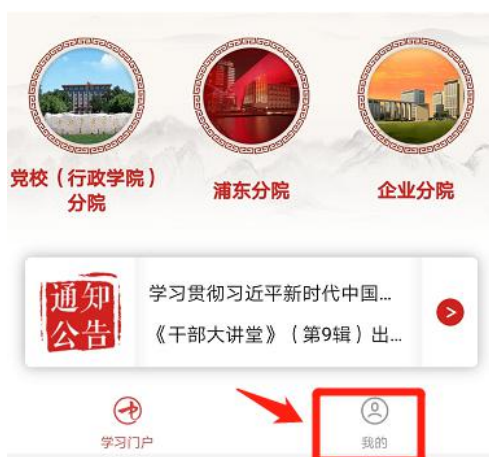 党校（行政学院）
分院
浦东分院
企业分院
通知
公告
学习贯彻习近平新时代中国...
《干部大讲堂》（第9辑）出...
学习门户
我的